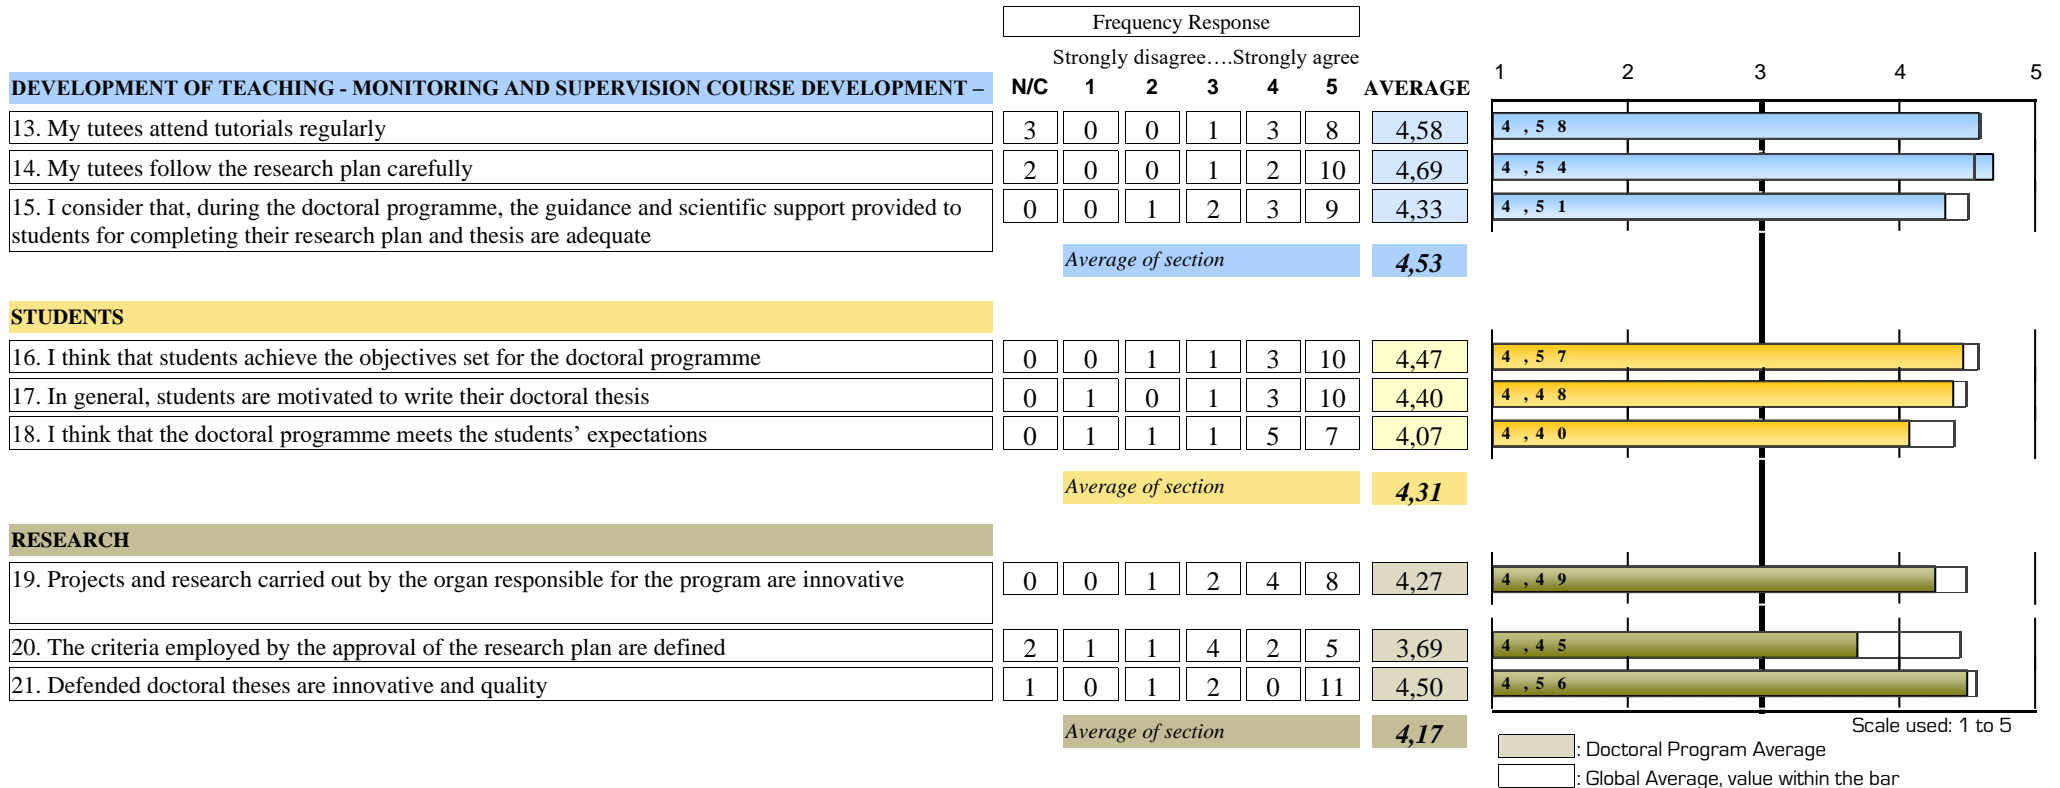 Frequency Response
Strongly disagree….Strongly agree
DEVELOPMENT OF TEACHING - MONITORING AND SUPERVISION COURSE DEVELOPMENT – N/C 1 2 3 4 5 AVERAGE 1 2 3 4 5
13. My tutees attend tutorials regularly 3 0 0 1 3 8 4,58 4,58
14. My tutees follow the research plan carefully 2 0 0 1 2 10 4,69 4,54
15. I consider that, during the doctoral programme, the guidance and scientific support provided to 0 0 1 2 3 9 4,33 4,51
students for completing their research plan and thesis are adequate
Average of section 4,53
STUDENTS
16. I think that students achieve the objectives set for the doctoral programme 0 0 1 1 3 10 4,47 4,57
17. In general, students are motivated to write their doctoral thesis 0 1 0 1 3 10 4,40 4,48
18. I think that the doctoral programme meets the students’ expectations 0 1 1 1 5 7 4,07 4,40
Average of section 4,31
RESEARCH
19. Projects and research carried out by the organ responsible for the program are innovative 0 0 1 2 4 8 4,27 4,49
20. The criteria employed by the approval of the research plan are defined 2 1 1 4 2 5 3,69 4,45
21. Defended doctoral theses are innovative and quality 1 0 1 2 0 11 4,50 4,56
Average of section 4,17
Scale used: 1 to 5
: Doctoral Program Average
: Global Average, value within the bar